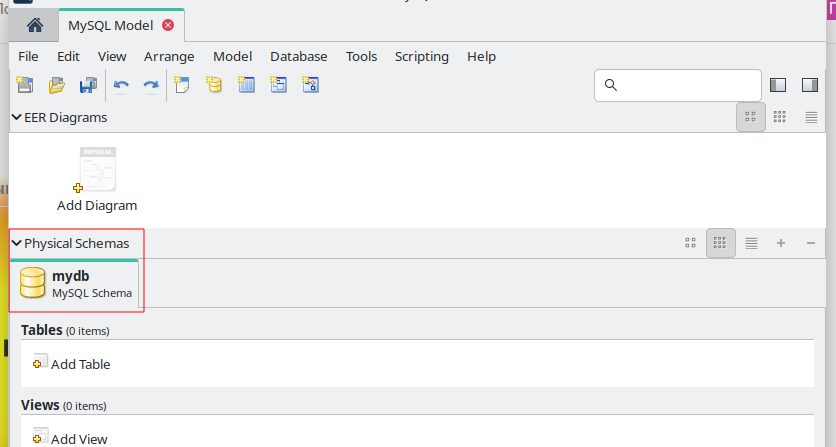 MySQL Model
File Edit View Arrange Model Database Tools Scripting Help
EER Diagrams
PHYSICAL
Add Diagram
Physical Schemas
mydb
MySQL Schema
Tables (0 items)
Add Table
Views (0 items)
Add View